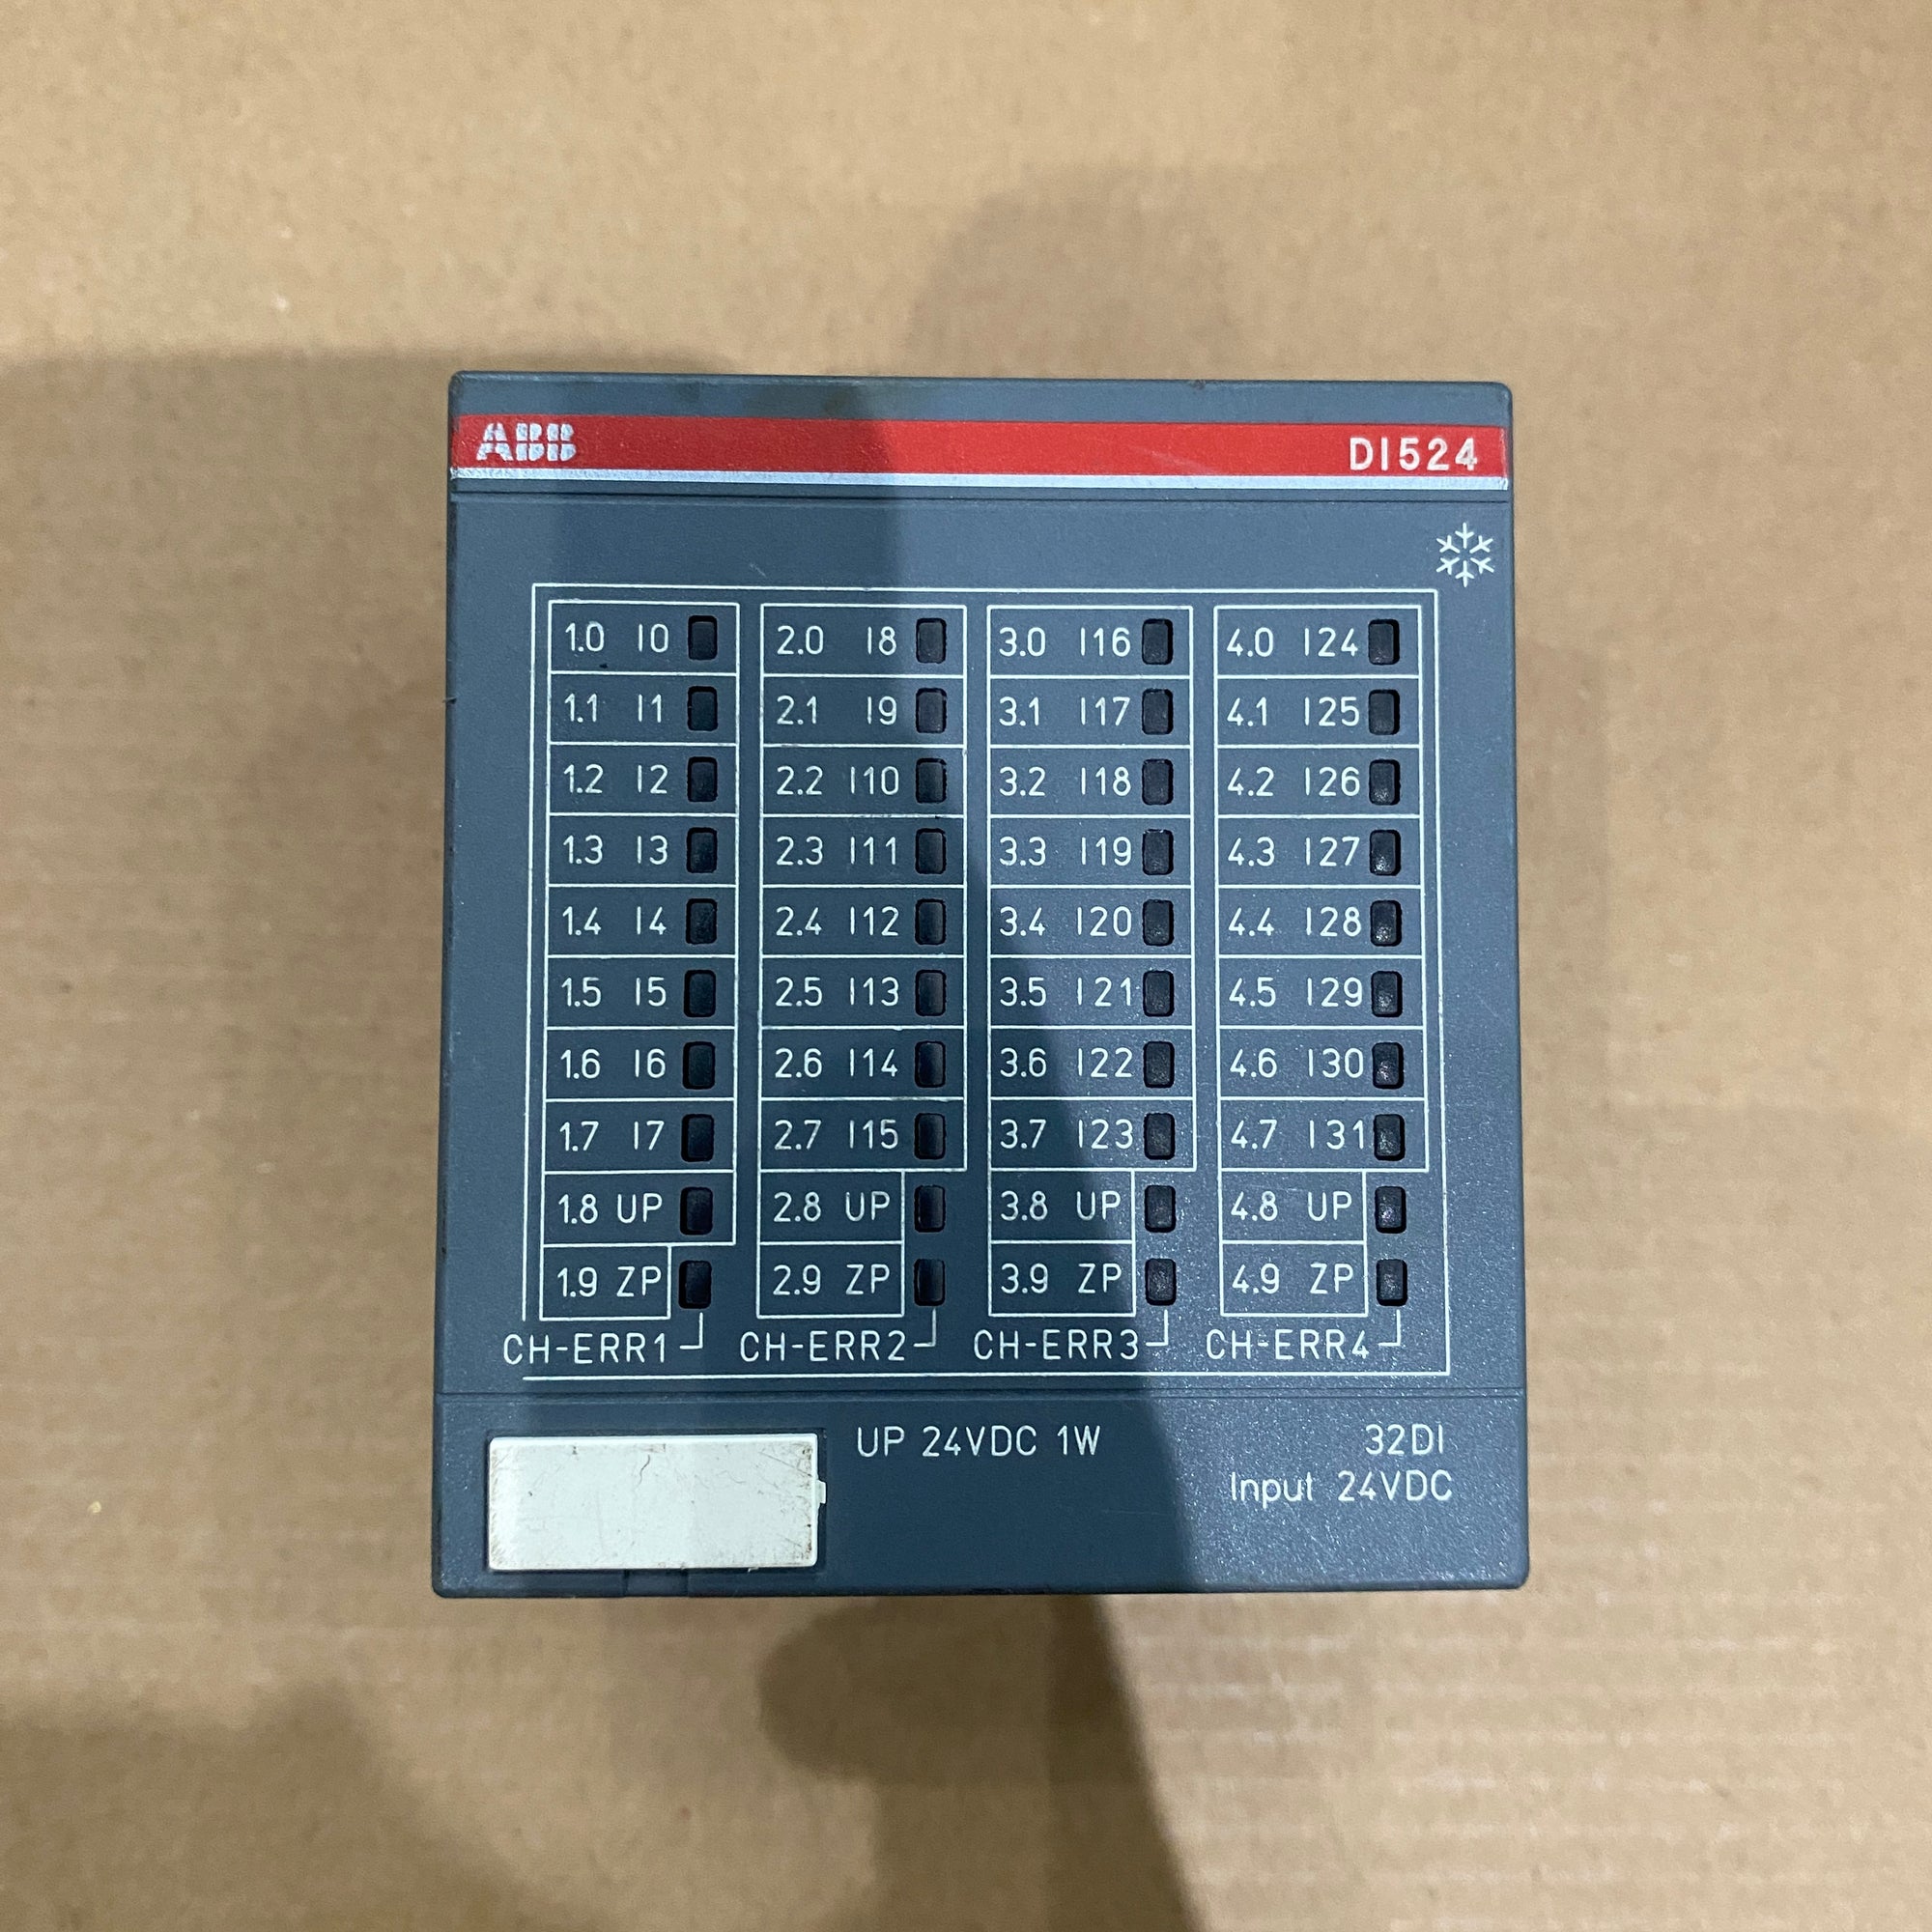 ABB DI524
1.0 I0 2.0 I8 3.0 I16 4.0 I24
1.1 I1 2.1 I9 3.1 I17 4.1 I25
1.2 I2 2.2 I10 3.2 I18 4.2 I26
1.3 I3 2.3 I11 3.3 I19 4.3 I27
1.4 I4 2.4 I12 3.4 I20 4.4 I28
1.5 I5 2.5 I13 3.5 I21 4.5 I29
1.6 I6 2.6 I14 3.6 I22 4.6 I30
1.7 I7 2.7 I15 3.7 I23 4.7 I31
1.8 UP 2.8 UP 3.8 UP 4.8 UP
1.9 ZP 2.9 ZP 3.9 ZP 4.9 ZP
CH-ERR1 CH-ERR2 CH-ERR3 CH-ERR4
UP 24VDC 1W 32DI
Input 24VDC